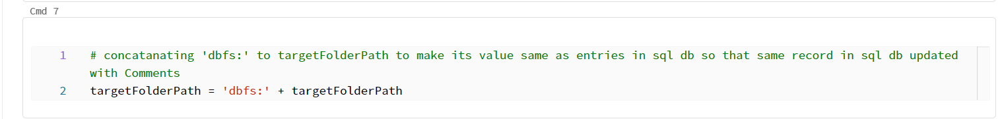 Cmd 7
1 # concatanating 'dbfs:' to targetFolderPath to make its value same as entries in sql db so that same record in sql db updated
with Comments
2 targetFolderPath = 'dbfs:' + targetFolderPath